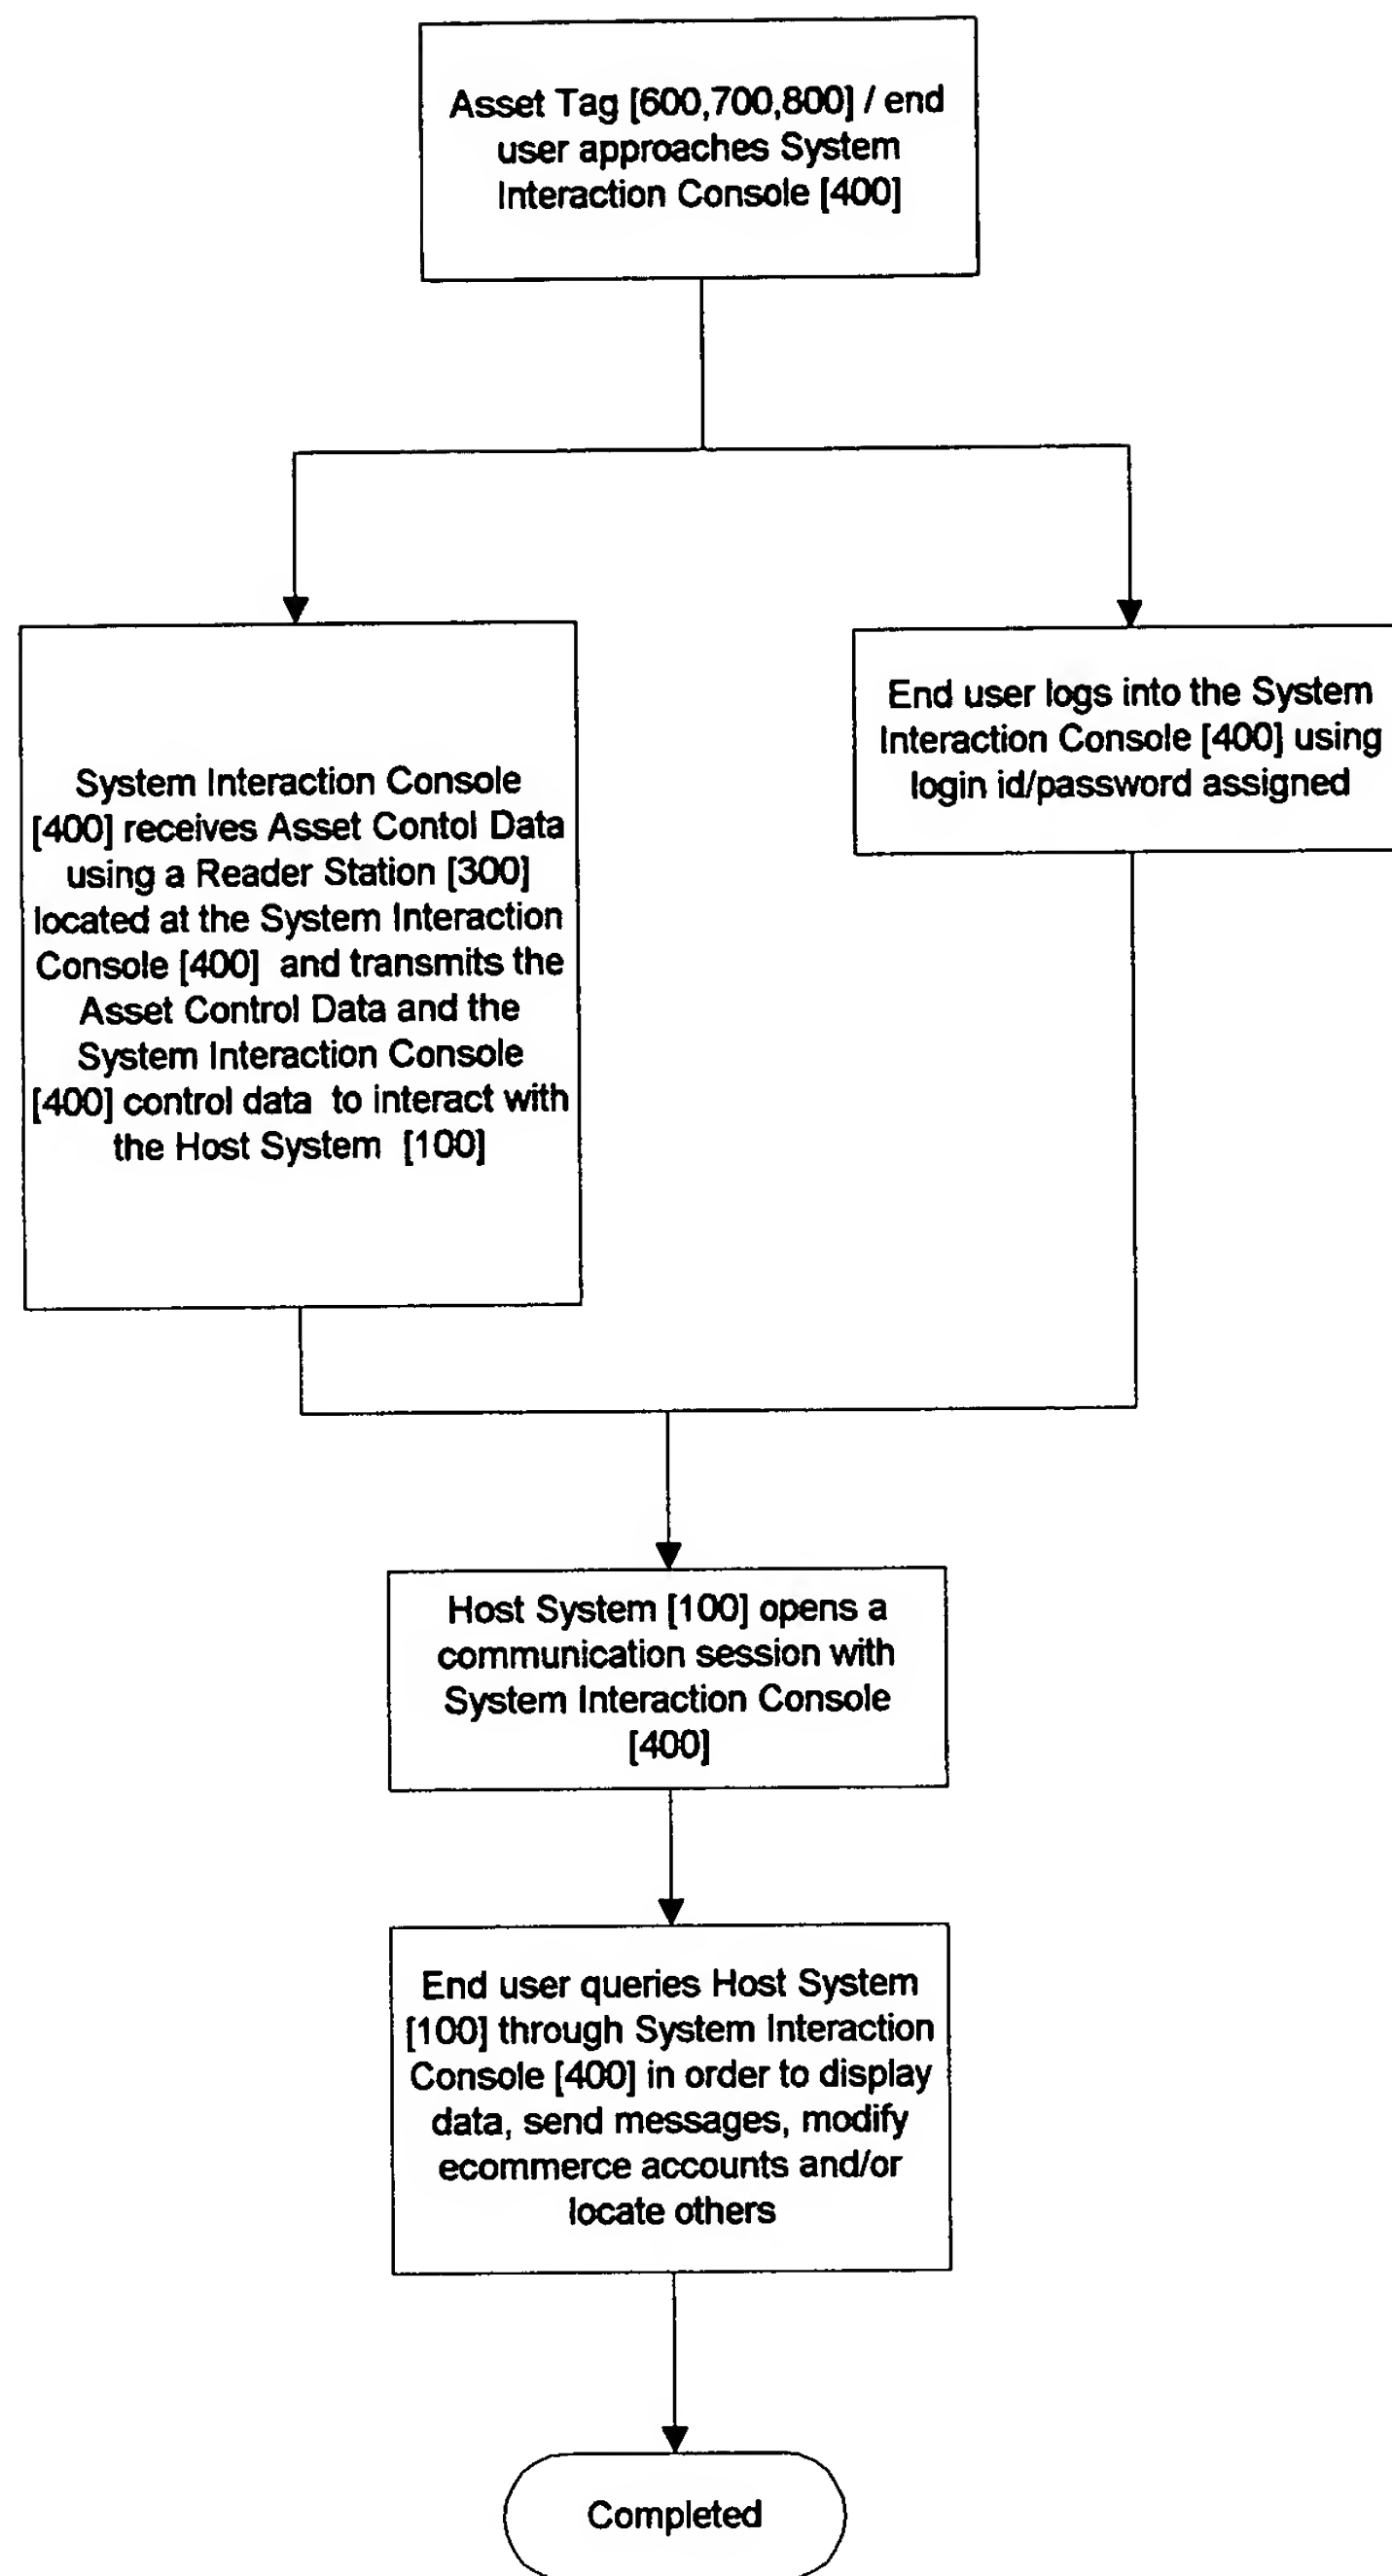 Asset Tag [600,700,800] / end
user approaches System
Interaction Console [400]
System Interaction Console
[400] receives Asset Contol Data
using a Reader Station [300]
located at the System Interaction
Console [400] and transmits the
Asset Control Data and the
System Interaction Console
[400] control data to interact with
the Host System [100]
End user logs into the System
Interaction Console [400] using
login id/password assigned
Host System [100] opens a
communication session with
System Interaction Console
[400]
End user queries Host System
[100] through System Interaction
Console [400] in order to display
data, send messages, modify
ecommerce accounts and/or
locate others
Completed